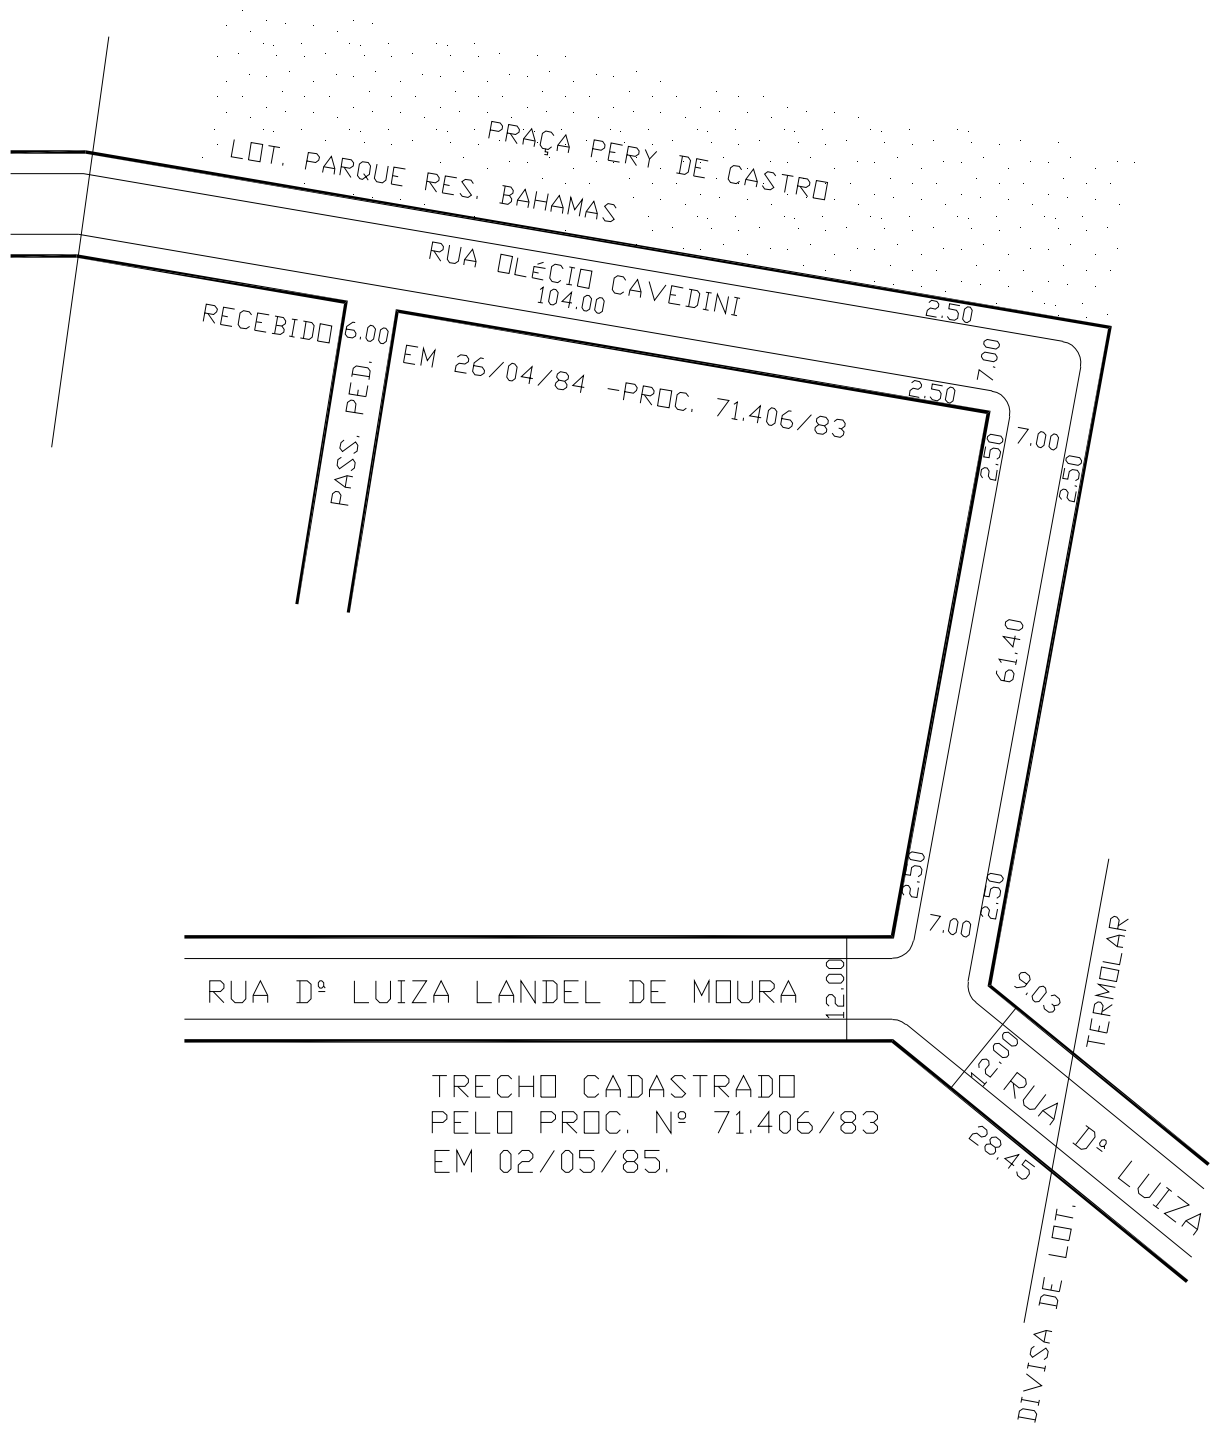 PRAÇA PERY DE CASTRO
LOT. PARQUE RES. BAHAMAS
RUA OLÉCIO CAVEDINI
104.00
2.50
RECEBIDO
6.00
7.00
EM 26/04/84 -PROC. 71.406/83
2.50
PASS. PED.
2.50
7.00
2.50
61.40
2.50
2.50
7.00
RUA Dª LUIZA LANDEL DE MOURA
12.00
9.03
TERMOLAR
12.00
RUA Dª LUIZA
28.45
TRECHO CADASTRADO
PELO PROC. Nº 71.406/83
EM 02/05/85.
DIVISA DE LOT.